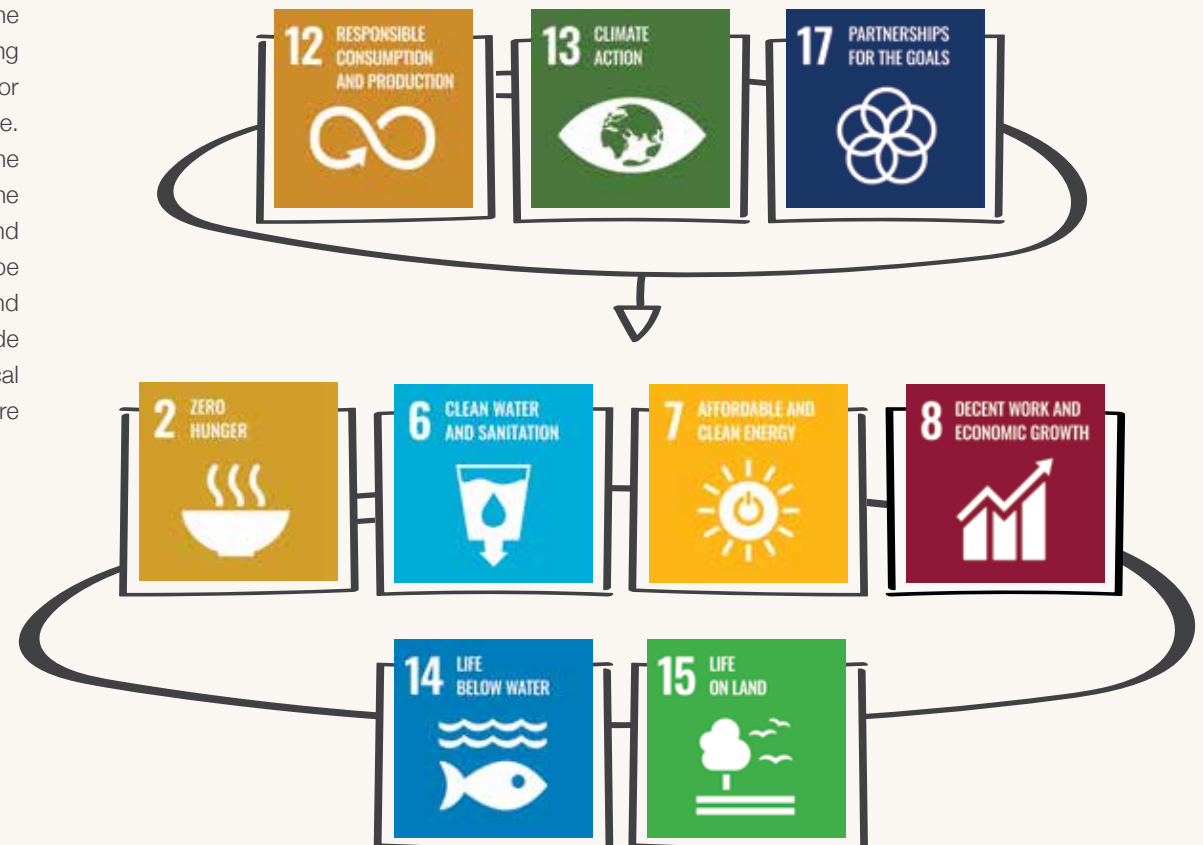 12 RESPONSIBLE
CONSUMPTION
AND PRODUCTION
13 CLIMATE
ACTION
17 PARTNERSHIPS
FOR THE GOALS
2 ZERO
HUNGER
6 CLEAN WATER
AND SANITATION
7 AFFORDABLE AND
CLEAN ENERGY
8 DECENT WORK AND
ECONOMIC GROWTH
14 LIFE
BELOW WATER
15 LIFE
ON LAND